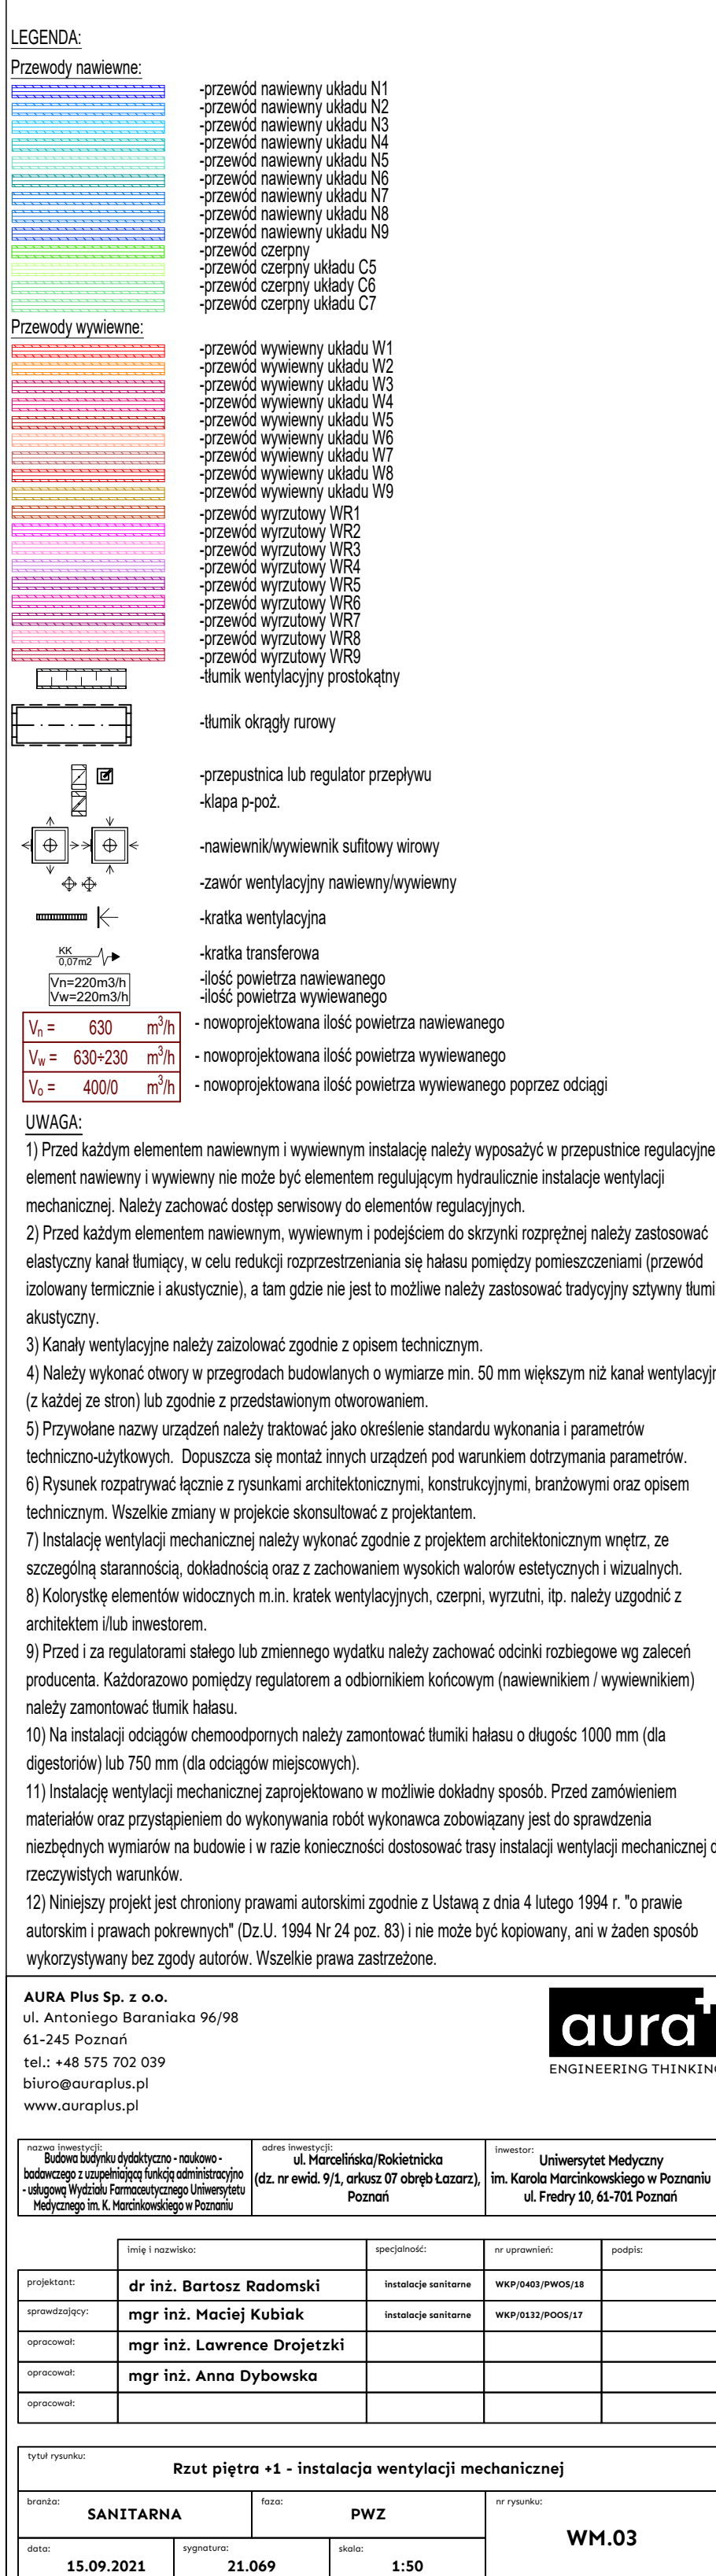 LEGENDA:
Przewody nawiewne:
-przewód nawiewny układu N1
-przewód nawiewny układu N2
-przewód nawiewny układu N3
-przewód nawiewny układu N4
-przewód nawiewny układu N5
-przewód nawiewny układu N6
-przewód nawiewny układu N7
-przewód nawiewny układu N8
-przewód nawiewny układu N9
-przewód czerpny
-przewód czerpny układu C5
-przewód czerpny układy C6
-przewód czerpny układu C7
Przewody wywiewne:
-przewód wywiewny układu W1
-przewód wywiewny układu W2
-przewód wywiewny układu W3
-przewód wywiewny układu W4
-przewód wywiewny układu W5
-przewód wywiewny układu W6
-przewód wywiewny układu W7
-przewód wywiewny układu W8
-przewód wywiewny układu W9
-przewód wyrzutowy WR1
-przewód wyrzutowy WR2
-przewód wyrzutowy WR3
-przewód wyrzutowy WR4
-przewód wyrzutowy WR5
-przewód wyrzutowy WR6
-przewód wyrzutowy WR7
-przewód wyrzutowy WR8
-przewód wyrzutowy WR9
-tłumik wentylacyjny prostokątny
-tłumik okrągły rurowy
-przepustnica lub regulator przepływu
-klapa p-poż.
-nawiewnik/wywiewnik sufitowy wirowy
-zawór wentylacyjny nawiewny/wywiewny
-kratka wentylacyjna
KK
0,07m2
-kratka transferowa
Vn=220m3/h -ilość powietrza nawiewanego
Vw=220m3/h -ilość powietrza wywiewanego
Vn = 630 m³/h - nowoprojektowana ilość powietrza nawiewanego
Vw = 630÷230 m³/h - nowoprojektowana ilość powietrza wywiewanego
Vo = 400/0 m³/h - nowoprojektowana ilość powietrza wywiewanego poprzez odciągi
UWAGA:
1) Przed każdym elementem nawiewnym i wywiewnym instalację należy wyposażyć w przepustnice regulacyjne
element nawiewny i wywiewny nie może być elementem regulującym hydraulicznie instalacje wentylacji
mechanicznej. Należy zachować dostęp serwisowy do elementów regulacyjnych.
2) Przed każdym elementem nawiewnym, wywiewnym i podejściem do skrzynki rozprężnej należy zastosować
elastyczny kanał tłumiący, w celu redukcji rozprzestrzeniania się hałasu pomiędzy pomieszczeniami (przewód
izolowany termicznie i akustycznie), a tam gdzie nie jest to możliwe należy zastosować tradycyjny sztywny tłumi
akustyczny.
3) Kanały wentylacyjne należy zaizolować zgodnie z opisem technicznym.
4) Należy wykonać otwory w przegrodach budowlanych o wymiarze min. 50 mm większym niż kanał wentylacyjn
(z każdej ze stron) lub zgodnie z przedstawionym otworowaniem.
5) Przywołane nazwy urządzeń należy traktować jako określenie standardu wykonania i parametrów
techniczno-użytkowych. Dopuszcza się montaż innych urządzeń pod warunkiem dotrzymania parametrów.
6) Rysunek rozpatrywać łącznie z rysunkami architektonicznymi, konstrukcyjnymi, branżowymi oraz opisem
technicznym. Wszelkie zmiany w projekcie skonsultować z projektantem.
7) Instalację wentylacji mechanicznej należy wykonać zgodnie z projektem architektonicznym wnętrz, ze
szczególną starannością, dokładnością oraz z zachowaniem wysokich walorów estetycznych i wizualnych.
8) Kolorystkę elementów widocznych m.in. kratek wentylacyjnych, czerpni, wyrzutni, itp. należy uzgodnić z
architektem i/lub inwestorem.
9) Przed i za regulatorami stałego lub zmiennego wydatku należy zachować odcinki rozbiegowe wg zaleceń
producenta. Każdorazowo pomiędzy regulatorem a odbiornikiem końcowym (nawiewnikiem / wywiewnikiem)
należy zamontować tłumik hałasu.
10) Na instalacji odciągów chemoodpornych należy zamontować tłumiki hałasu o długośc 1000 mm (dla
digestoriów) lub 750 mm (dla odciągów miejscowych).
11) Instalację wentylacji mechanicznej zaprojektowano w możliwie dokładny sposób. Przed zamówieniem
materiałów oraz przystąpieniem do wykonywania robót wykonawca zobowiązany jest do sprawdzenia
niezbędnych wymiarów na budowie i w razie konieczności dostosować trasy instalacji wentylacji mechanicznej d
rzeczywistych warunków.
12) Niniejszy projekt jest chroniony prawami autorskimi zgodnie z Ustawą z dnia 4 lutego 1994 r. "o prawie
autorskim i prawach pokrewnych" (Dz.U. 1994 Nr 24 poz. 83) i nie może być kopiowany, ani w żaden sposób
wykorzystywany bez zgody autorów. Wszelkie prawa zastrzeżone.
AURA Plus Sp. z o.o.
ul. Antoniego Baraniaka 96/98
61-245 Poznań
tel.: +48 575 702 039
biuro@auraplus.pl
www.auraplus.pl
aura+
ENGINEERING THINKING
nazwa inwestycji:
Budowa budynku dydaktyczno - naukowo -
badawczego z uzupełniającą funkcją administracyjno
- usługową Wydziału Farmaceutycznego Uniwersytetu
Medycznego im. K. Marcinkowskiego w Poznaniu
adres inwestycji:
ul. Marcelińska/Rokietnicka
(dz. nr ewid. 9/1, arkusz 07 obręb Łazarz),
Poznań
inwestor:
Uniwersytet Medyczny
im. Karola Marcinkowskiego w Poznaniu
ul. Fredry 10, 61-701 Poznań
imię i nazwisko: specjalność: nr uprawnień: podpis:
projektant: dr inż. Bartosz Radomski instalacje sanitarne WKP/0403/PWOS/18
sprawdzający: mgr inż. Maciej Kubiak instalacje sanitarne WKP/0132/POOS/17
opracował: mgr inż. Lawrence Drojetzki
opracował: mgr inż. Anna Dybowska
opracował:
tytuł rysunku:
Rzut piętra +1 - instalacja wentylacji mechanicznej
branża: SANITARNA
faza: PWZ
nr rysunku:
WM.03
data: 15.09.2021
sygnatura: 21.069
skala: 1:50